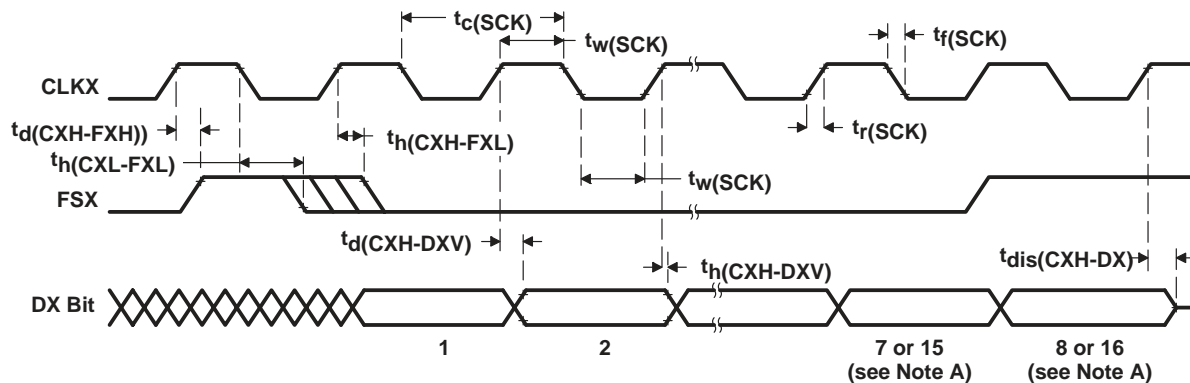 tc(SCK)
tw(SCK)
tf(SCK)
CLKX
td(CXH-FXH))
th(CXH-FXL)
tr(SCK)
th(CXL-FXL)
tw(SCK)
FSX
td(CXH-DXV)
th(CXH-DXV)
tdis(CXH-DX)
DX Bit
1
2
7 or 15
(see Note A)
8 or 16
(see Note A)